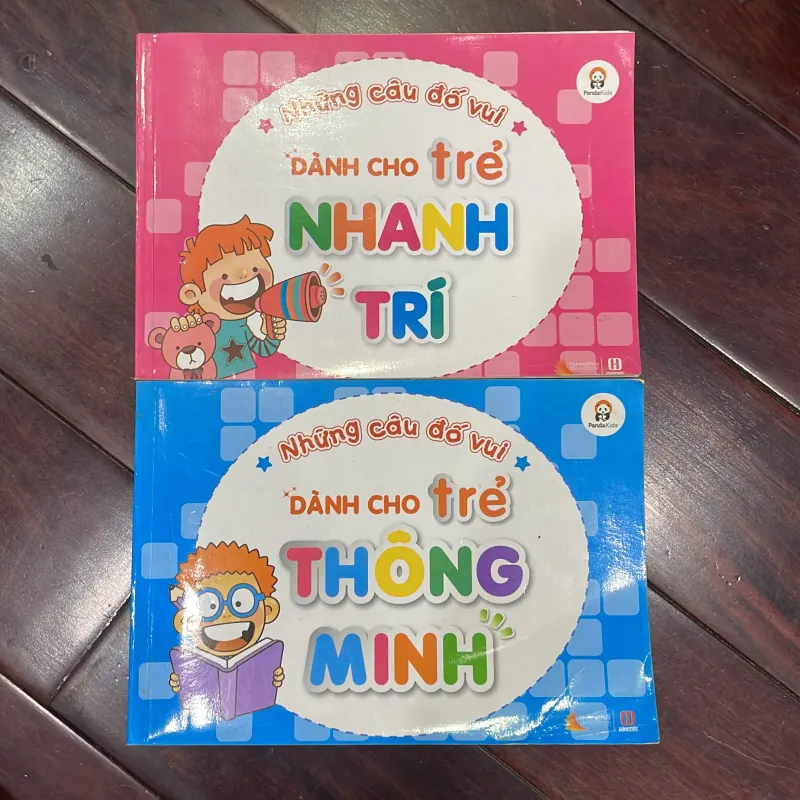 PandaKids
Những câu đố vui
DÀNH CHO trẻ
NHANH
TRÍ
PandaKids
Những câu đố vui
DÀNH CHO trẻ
THÔNG
MINH